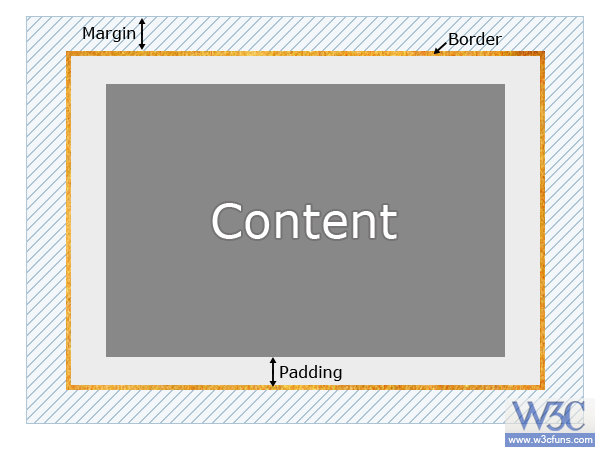 Margin
Border
Content
Padding
W3C
www.w3cfuns.com